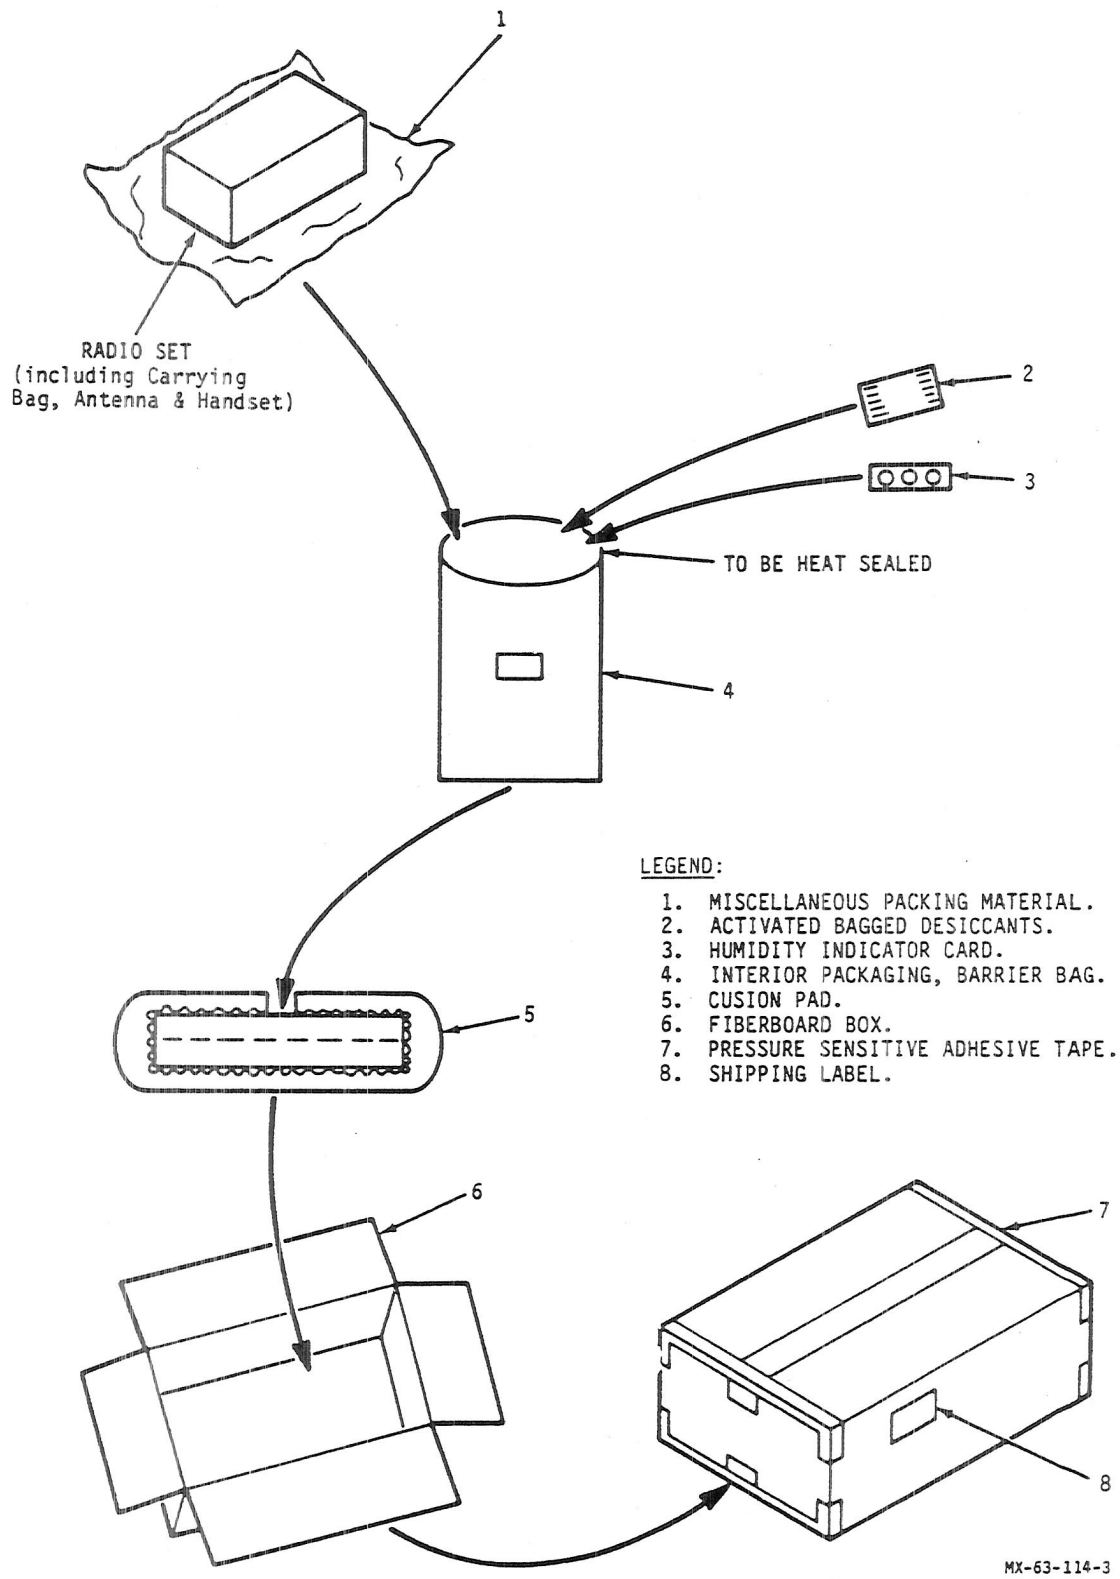 1
RADIO SET
(including Carrying
Bag, Antenna & Handset)
2
3
TO BE HEAT SEALED
4
LEGEND:
1. MISCELLANEOUS PACKING MATERIAL.
2. ACTIVATED BAGGED DESICCANTS.
3. HUMIDITY INDICATOR CARD.
4. INTERIOR PACKAGING, BARRIER BAG.
5. CUSION PAD.
6. FIBERBOARD BOX.
7. PRESSURE SENSITIVE ADHESIVE TAPE.
8. SHIPPING LABEL.
5
6
7
8
MX-63-114-3